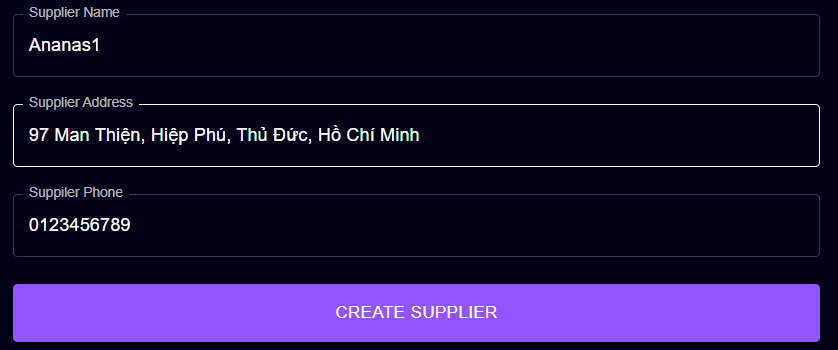 Supplier Name
Ananas1
Supplier Address
97 Man Thiện, Hiệp Phú, Thủ Đức, Hồ Chí Minh
Suppiler Phone
0123456789
CREATE SUPPLIER